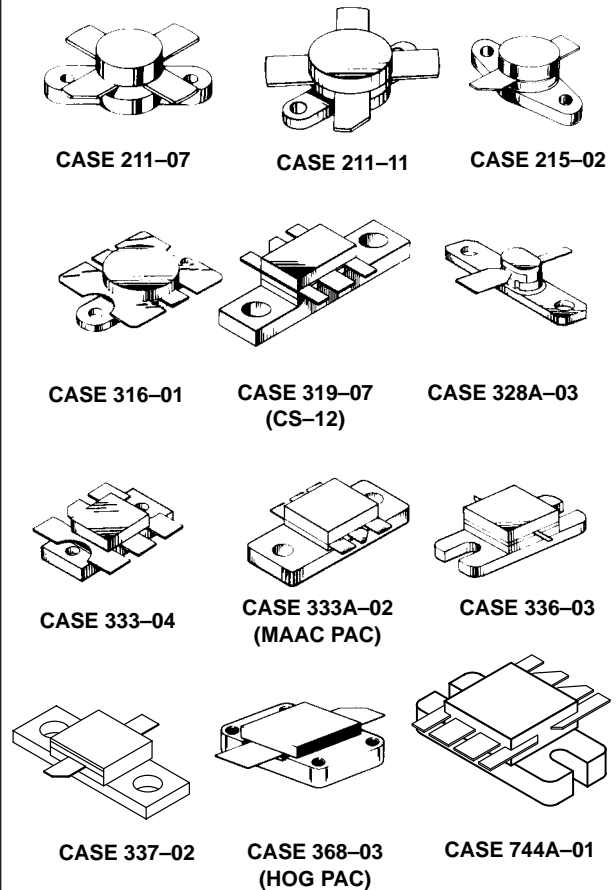 CASE 211–07
CASE 211–11
CASE 215–02
CASE 316–01
CASE 319–07
(CS–12)
CASE 328A–03
CASE 333–04
CASE 333A–02
(MAAC PAC)
CASE 336–03
CASE 337–02
CASE 368–03
(HOG PAC)
CASE 744A–01